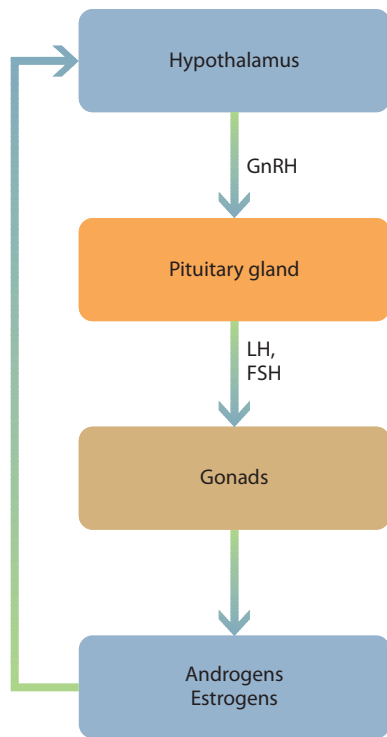 Hypothalamus
GnRH
Pituitary gland
LH,
FSH
Gonads
Androgens
Estrogens